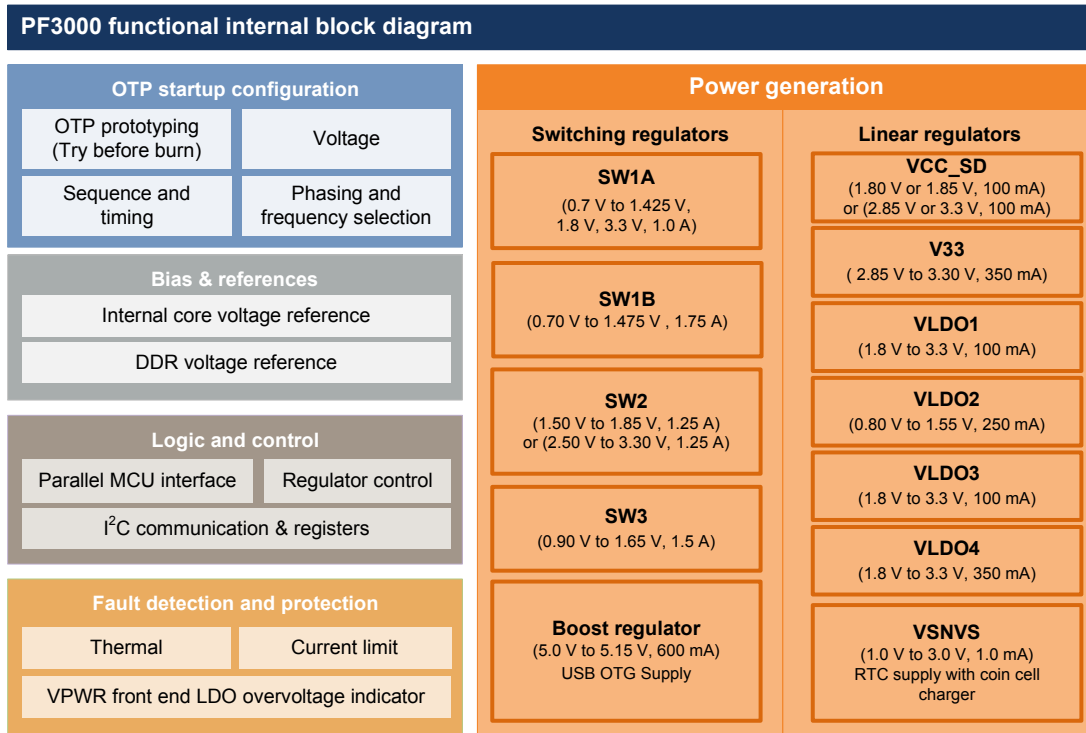 PF3000 functional internal block diagram
OTP startup configuration
OTP prototyping
(Try before burn)
Voltage
Sequence and
timing
Phasing and
frequency selection
Bias & references
Internal core voltage reference
DDR voltage reference
Logic and control
Parallel MCU interface
Regulator control
I²C communication & registers
Fault detection and protection
Thermal
Current limit
VPWR front end LDO overvoltage indicator
Power generation
Switching regulators
SW1A
(0.7 V to 1.425 V,
1.8 V, 3.3 V, 1.0 A)
SW1B
(0.70 V to 1.475 V , 1.75 A)
SW2
(1.50 V to 1.85 V, 1.25 A)
or (2.50 V to 3.30 V, 1.25 A)
SW3
(0.90 V to 1.65 V, 1.5 A)
Boost regulator
(5.0 V to 5.15 V, 600 mA)
USB OTG Supply
Linear regulators
VCC_SD
(1.80 V or 1.85 V, 100 mA)
or (2.85 V or 3.3 V, 100 mA)
V33
( 2.85 V to 3.30 V, 350 mA)
VLDO1
(1.8 V to 3.3 V, 100 mA)
VLDO2
(0.80 V to 1.55 V, 250 mA)
VLDO3
(1.8 V to 3.3 V, 100 mA)
VLDO4
(1.8 V to 3.3 V, 350 mA)
VSNVS
(1.0 V to 3.0 V, 1.0 mA)
RTC supply with coin cell
charger